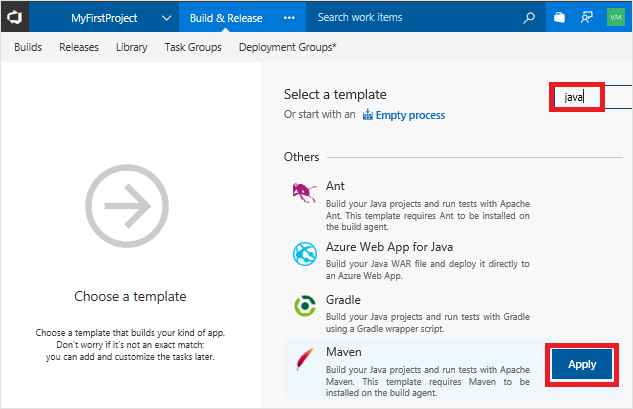 MyFirstProject
Build & Release
Search work items
VM
Builds
Releases
Library
Task Groups
Deployment Groups*
Select a template
java
Or start with an
Empty process
Others
Ant
Build your Java projects and run tests with Apache
Ant. This template requires Ant to be installed on
the build agent.
Azure Web App for Java
Build your Java WAR file and deploy it directly to
an Azure Web App.
Gradle
Build your Java projects and run tests with Gradle
using a Gradle wrapper script.
Maven
Build your Java projects and run tests with Apache
Maven. This template requires Maven to be
installed on the build agent.
Apply
Choose a template
Choose a template that builds your kind of app.
Don't worry if it's not an exact match;
you can add and customize the tasks later.